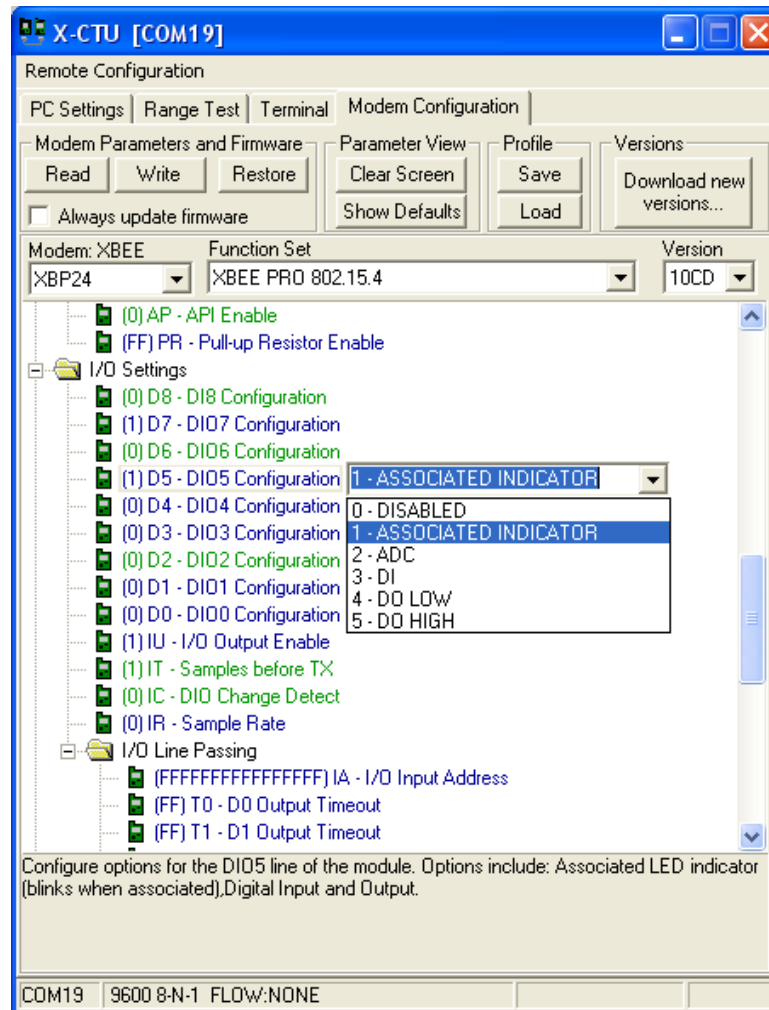 X-CTU [COM19]
Remote Configuration
PC Settings Range Test Terminal Modem Configuration
Modem Parameters and Firmware Parameter View Profile Versions
Read Write Restore Clear Screen Save Download new versions...
Always update firmware Show Defaults Load
Modem: XBEE Function Set Version
XBP24 XBEE PRO 802.15.4 10CD
(0) AP - API Enable
(FF) PR - Pull-up Resistor Enable
I/O Settings
(0) D8 - DI8 Configuration
(1) D7 - DIO7 Configuration
(0) D6 - DIO6 Configuration
(1) D5 - DIO5 Configuration 1 - ASSOCIATED INDICATOR
(0) D4 - DIO4 Configuration 0 - DISABLED
(0) D3 - DIO3 Configuration 1 - ASSOCIATED INDICATOR
(0) D2 - DIO2 Configuration 2 - ADC
(0) D1 - DIO1 Configuration 3 - DI
(0) D0 - DIO0 Configuration 4 - DO LOW
5 - DO HIGH
(1) IU - I/O Output Enable
(1) IT - Samples before TX
(0) IC - DIO Change Detect
(0) IR - Sample Rate
I/O Line Passing
(FFFFFFFFFFFFFFFF) IA - I/O Input Address
(FF) T0 - D0 Output Timeout
(FF) T1 - D1 Output Timeout
Configure options for the DIO5 line of the module. Options include: Associated LED indicator
(blinks when associated),Digital Input and Output.
COM19 9600 8-N-1 FLOW:NONE